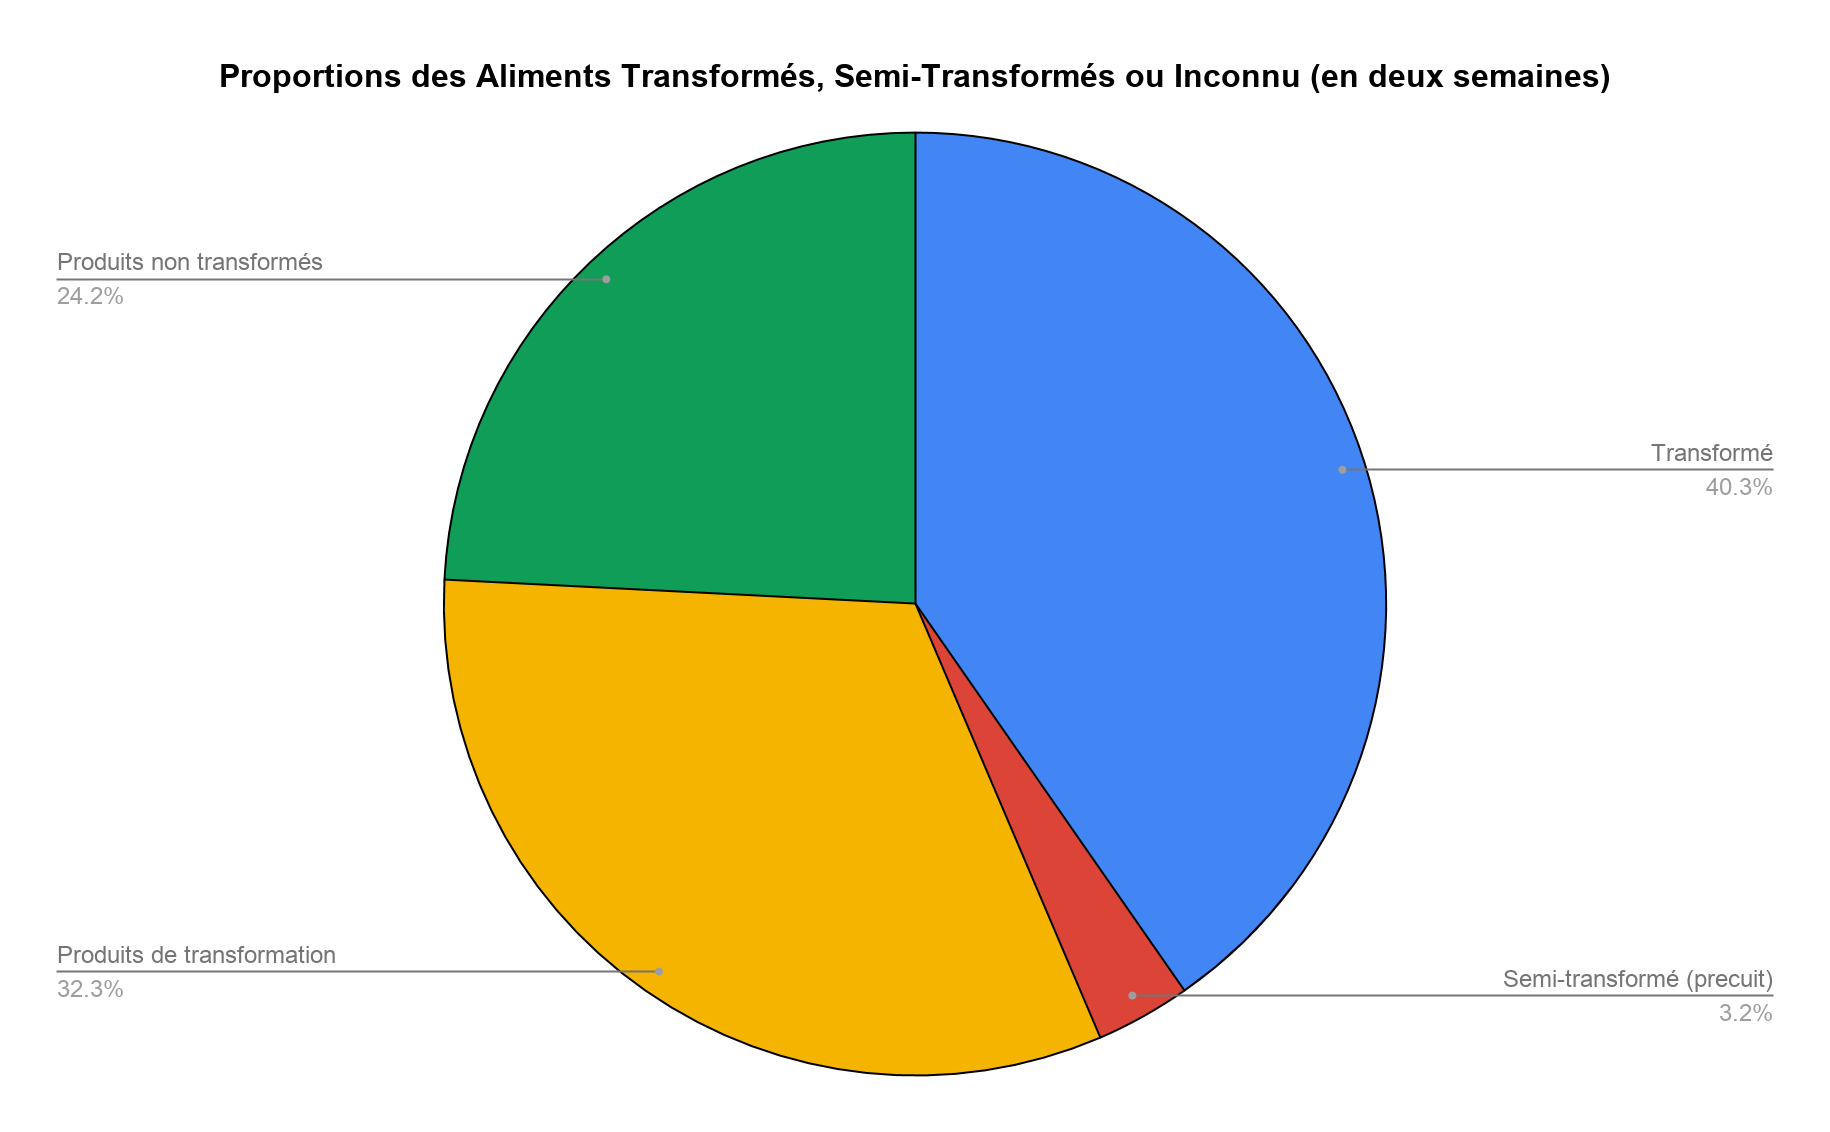 Proportions des Aliments Transformés, Semi-Transformés ou Inconnu (en deux semaines)
Produits non transformés
24.2%
Transformé
40.3%
Produits de transformation
32.3%
Semi-transformé (precuit)
3.2%